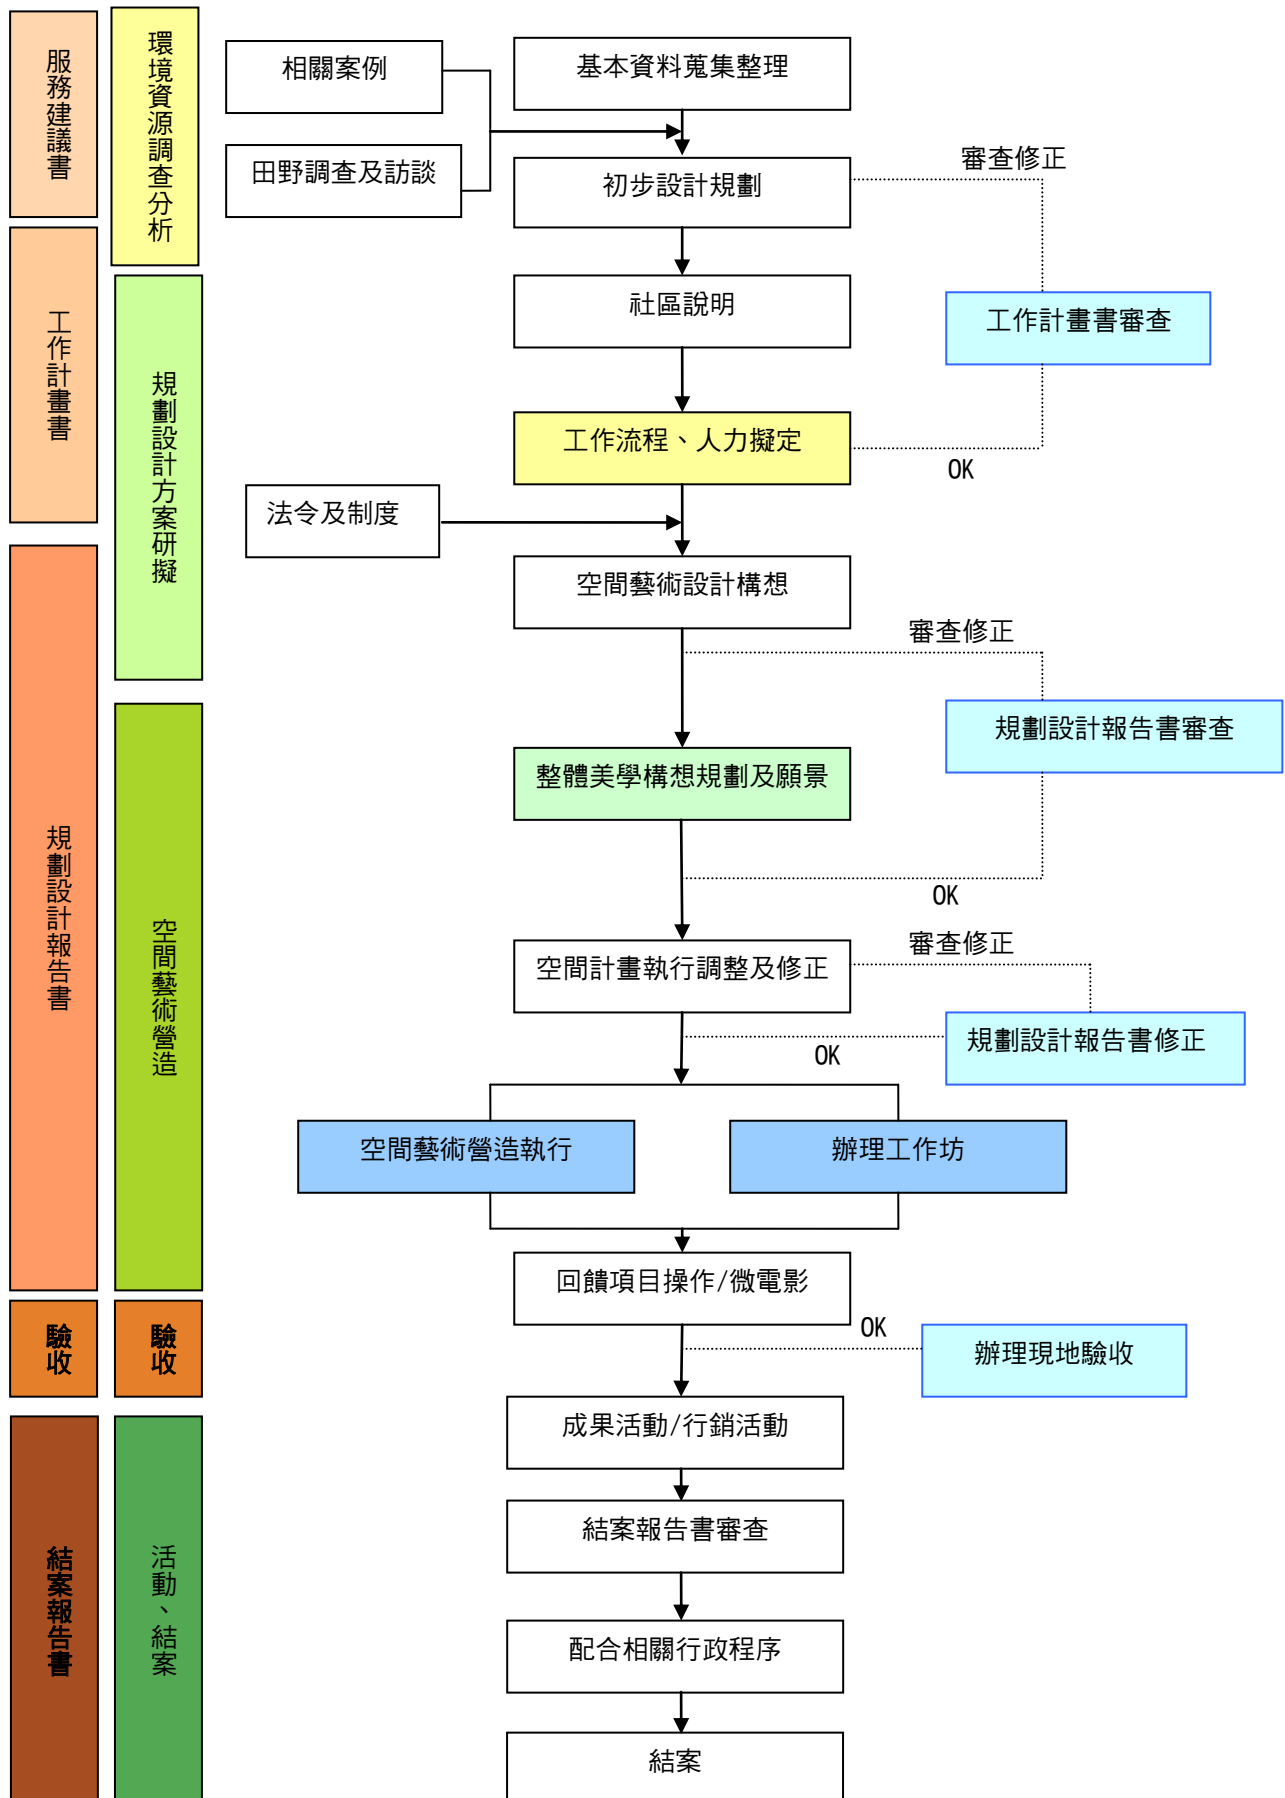 服務建議書
環境資源調查分析
相關案例
基本資料蒐集整理
田野調查及訪談
初步設計規劃
審查修正
工作計畫書
社區說明
工作計畫書審查
規劃設計方案研擬
工作流程、人力擬定
OK
法令及制度
空間藝術設計構想
審查修正
規劃設計報告書
規劃設計報告書審查
整體美學構想規劃及願景
OK
空間藝術營造
空間計畫執行調整及修正
審查修正
規劃設計報告書修正
OK
空間藝術營造執行
辦理工作坊
回饋項目操作/微電影
驗收
驗收
OK
辦理現地驗收
成果活動/行銷活動
結案報告書
活動、結案
結案報告書審查
配合相關行政程序
結案